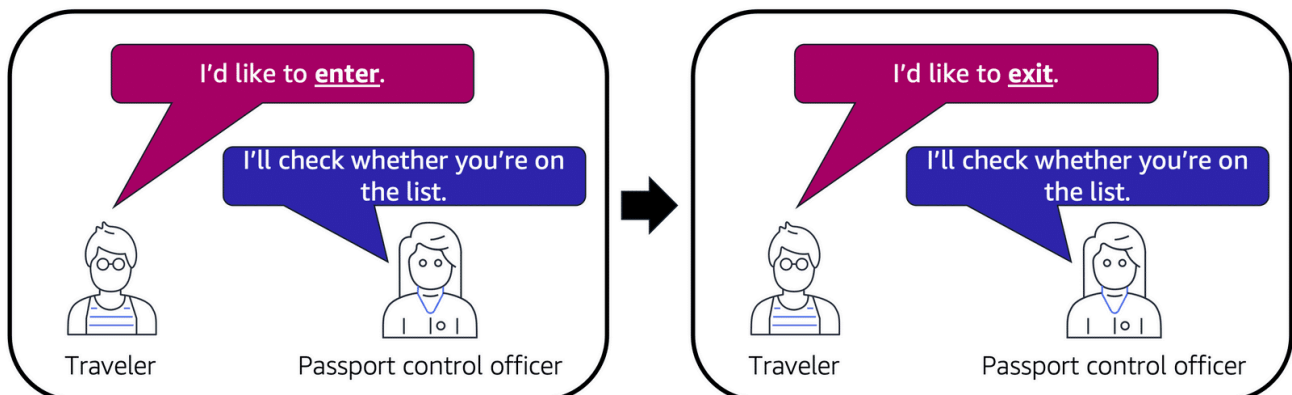 I’d like to enter.
I’ll check whether you’re on
the list.
Traveler
Passport control officer
I’d like to exit.
I’ll check whether you’re on
the list.
Traveler
Passport control officer